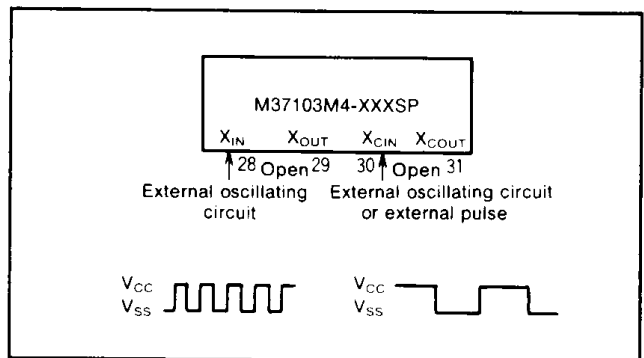 M37103M4-XXXSP
XIN XOUT XCIN XCOUT
28 Open 29 30 Open 31
External oscillating External oscillating circuit
circuit or external pulse
VCC VCC
VSS VSS